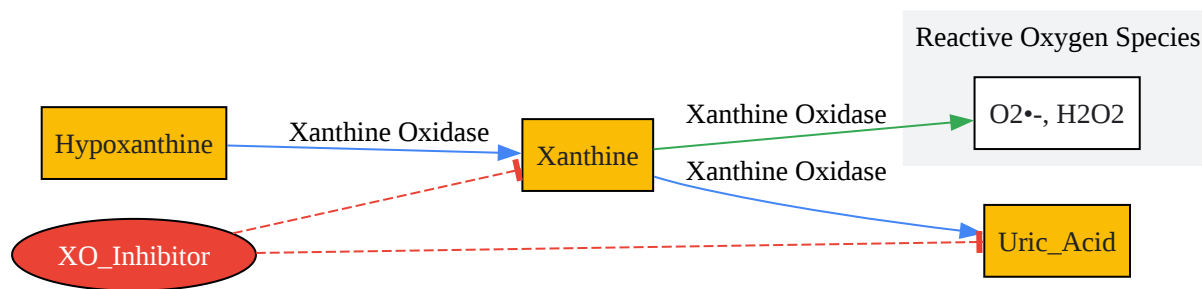 Reactive Oxygen Species
O2•-, H2O2
Xanthine Oxidase
Xanthine Oxidase
Hypoxanthine
Xanthine
Xanthine Oxidase
XO_Inhibitor
Uric_Acid